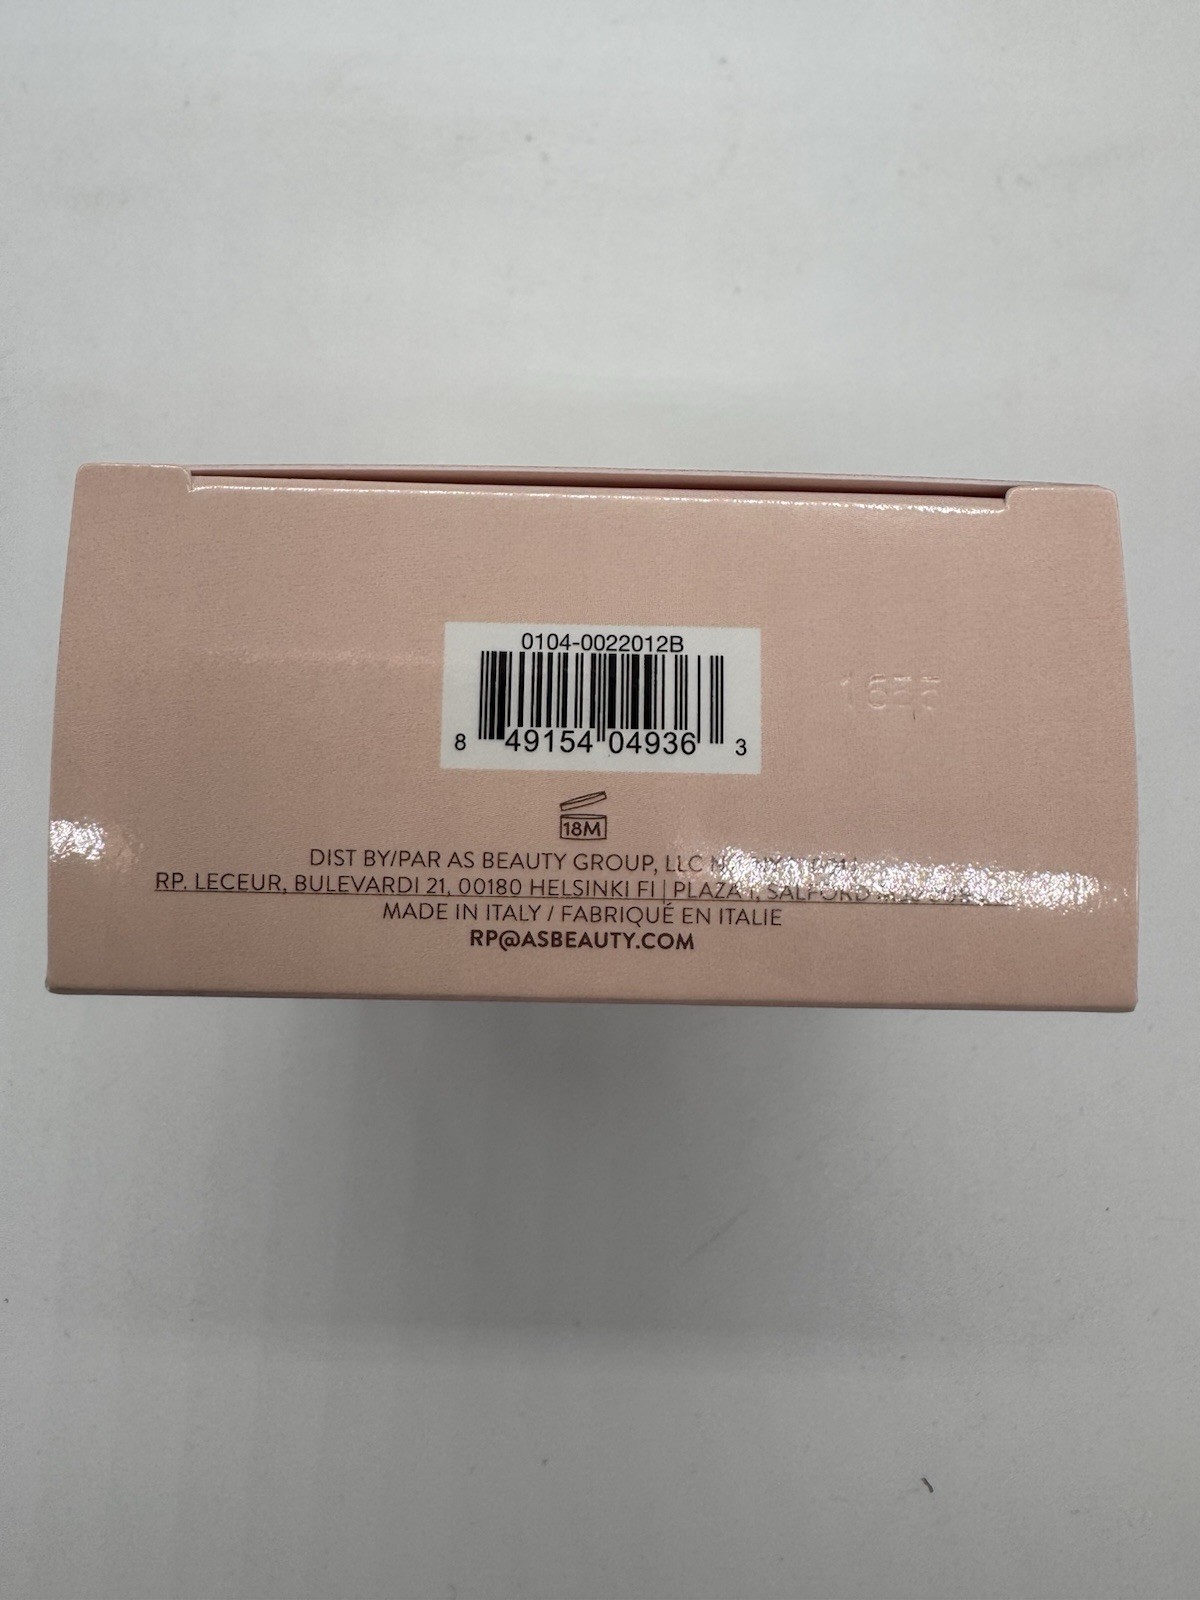 0104-0022012B
8 49154 04936 3
18M
DIST BY/PAR AS BEAUTY GROUP, LLC
RP. LECEUR, BULEVARDI 21, 00180 HELSINKI FI | PLAZA 1, SALFORD
MADE IN ITALY / FABRIQUÉ EN ITALIE
RP@ASBEAUTY.COM